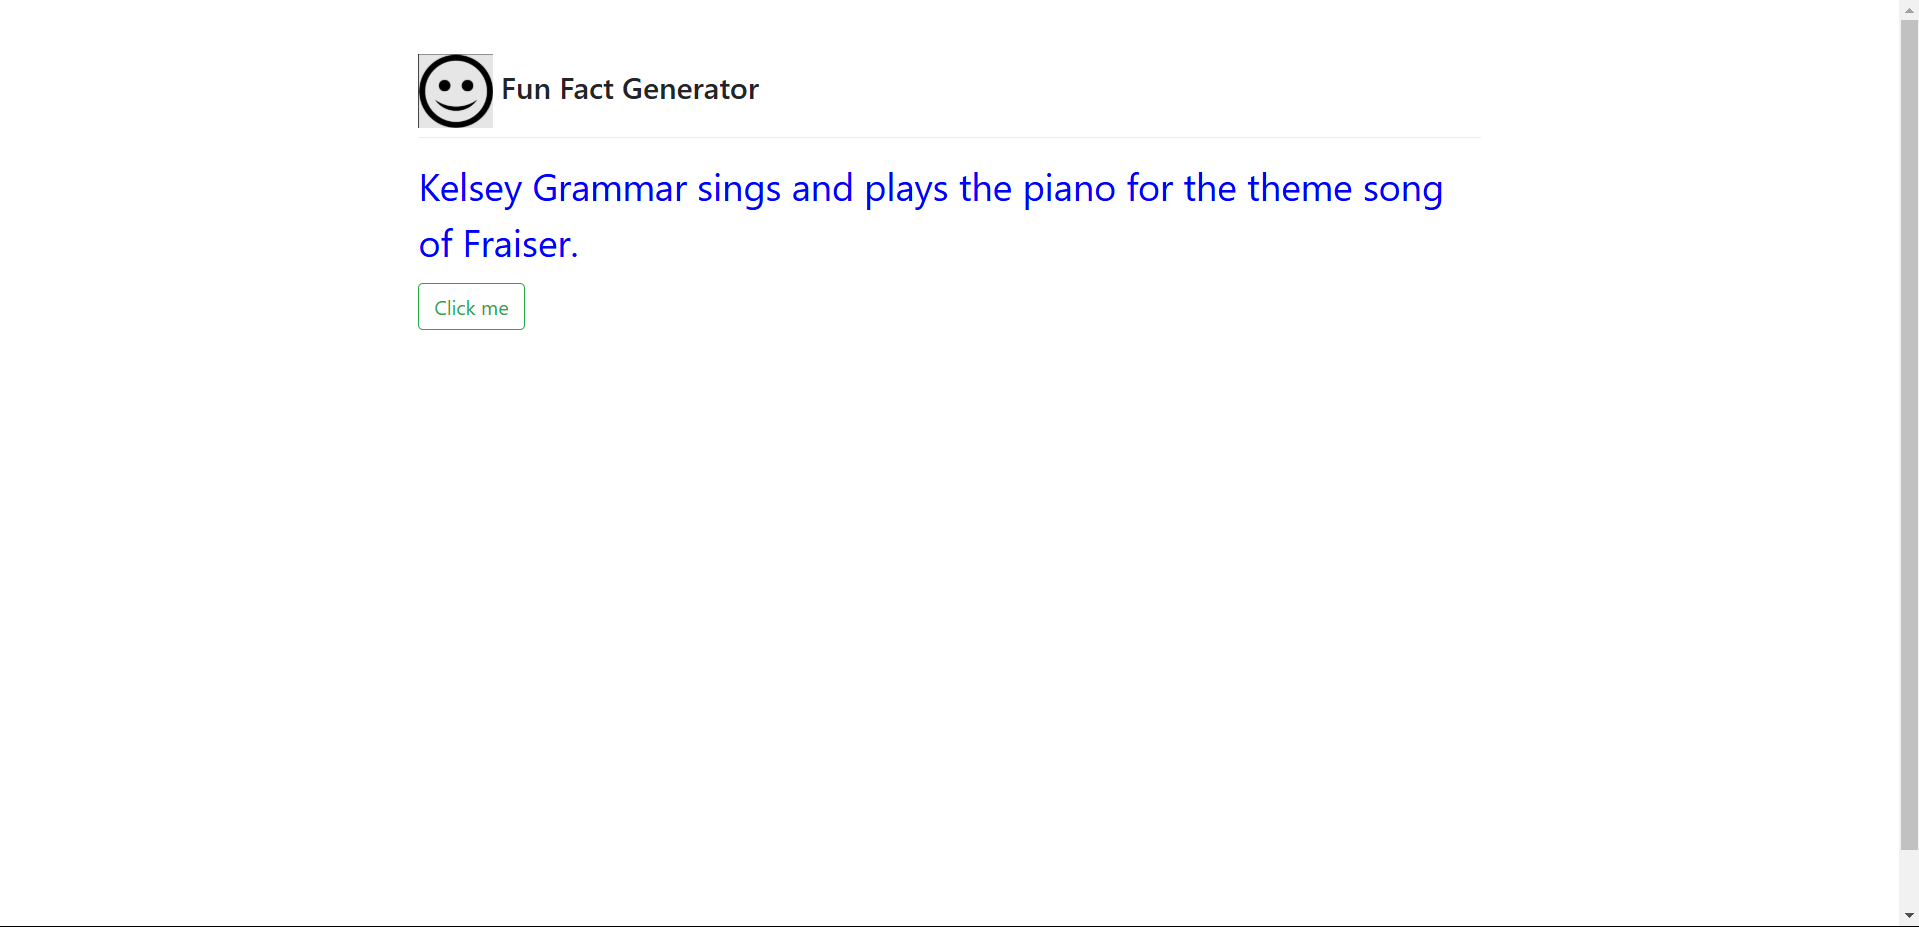 Fun Fact Generator
Kelsey Grammar sings and plays the piano for the theme song
of Fraiser.
Click me